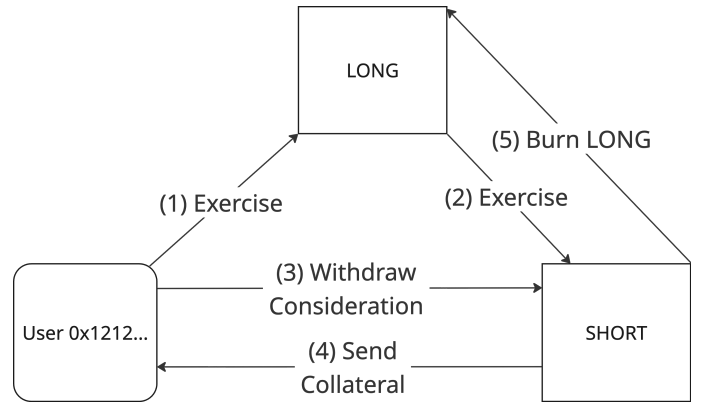 LONG
(5) Burn LONG
(1) Exercise
(2) Exercise
(3) Withdraw
Consideration
User 0x1212...
SHORT
(4) Send
Collateral